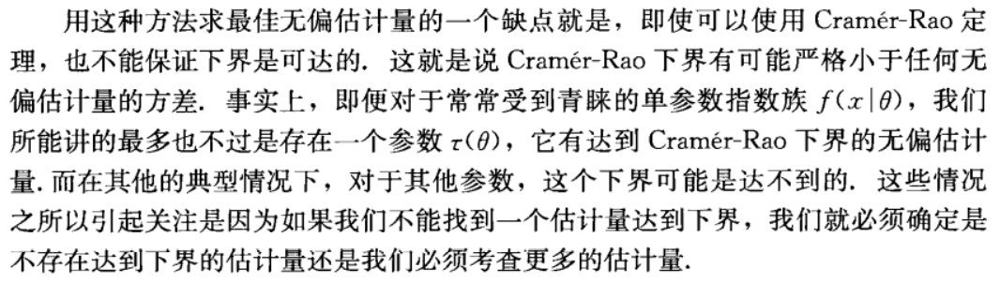 用这种方法求最佳无偏估计量的一个缺点就是，即使可以使用 Cramér-Rao 定
理，也不能保证下界是可达的．这就是说 Cramér-Rao 下界有可能严格小于任何无
偏估计量的方差．事实上，即便对于常常受到青睐的单参数指数族 f(x|θ)，我们
所能讲的最多也不过是存在一个参数 τ(θ)，它有达到 Cramér-Rao 下界的无偏估计
量．而在其他的典型情况下，对于其他参数，这个下界可能是达不到的．这些情况
之所以引起关注是因为如果我们不能找到一个估计量达到下界，我们就必须确定是
不存在达到下界的估计量还是我们必须考查更多的估计量．